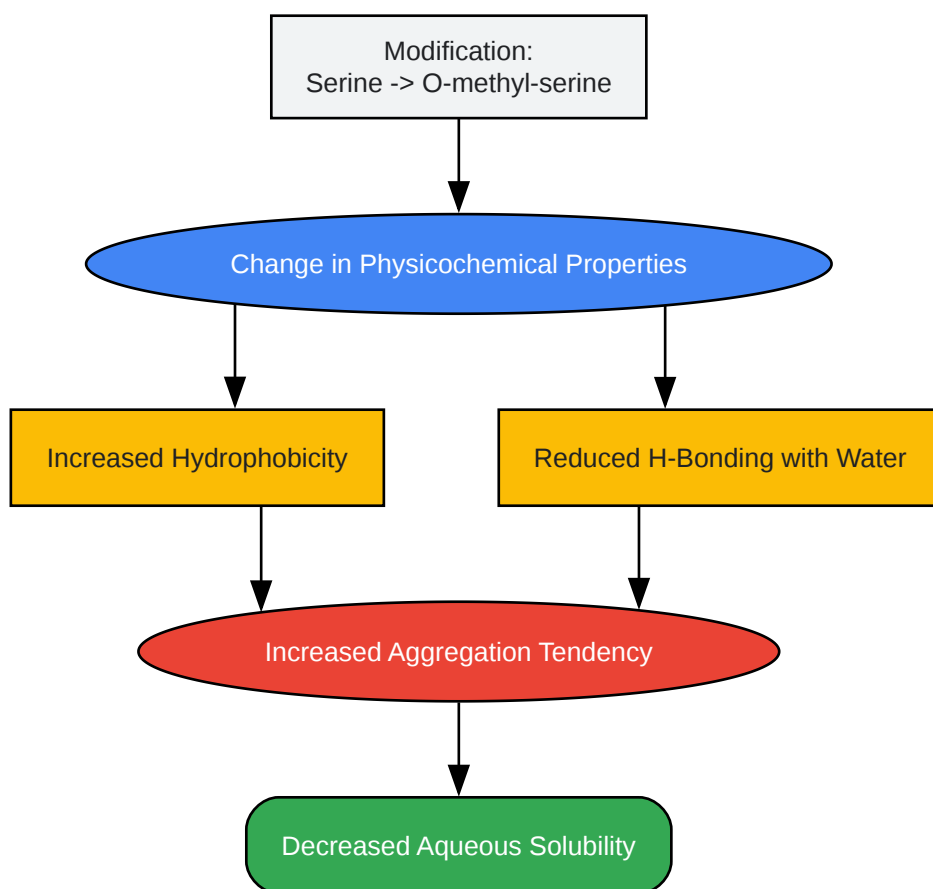 Modification:
Serine -> O-methyl-serine
Change in Physicochemical Properties
Increased Hydrophobicity
Reduced H-Bonding with Water
Increased Aggregation Tendency
Decreased Aqueous Solubility